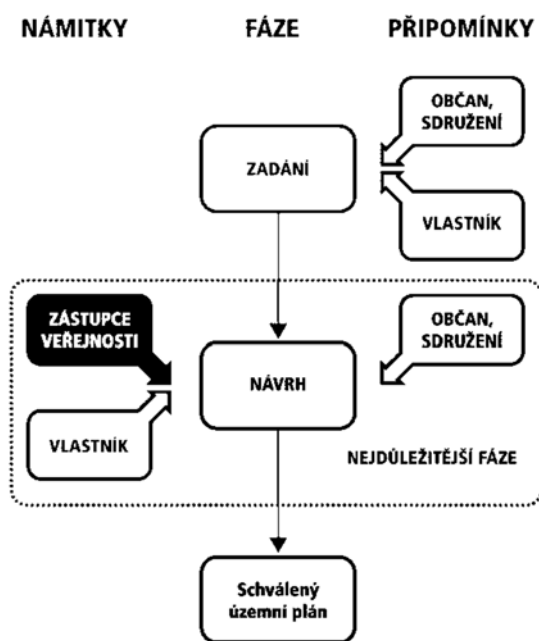 NÁMITKY FÁZE PŘIPOMÍNKY
OBČAN,
SDRUŽENÍ
ZADÁNÍ
VLASTNÍK
ZÁSTUPCE
VEŘEJNOSTI
OBČAN,
SDRUŽENÍ
NÁVRH
VLASTNÍK
NEJDŮLEŽITĚJŠÍ FÁZE
Schválený
územní plán